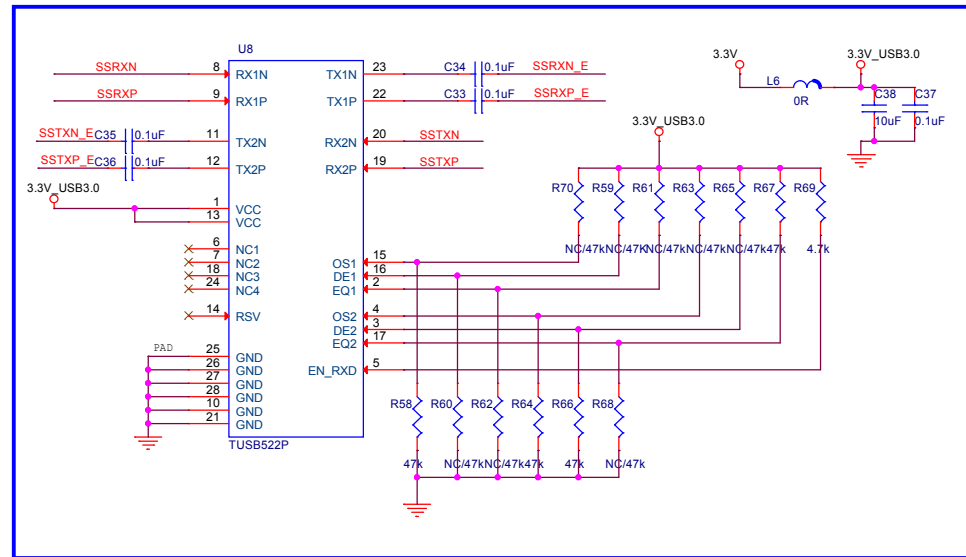 U8
8
SSRXN
RX1N
TX1N
23
C34
0.1uF
SSRXN_E
9
SSRXP
RX1P
TX1P
22
C33
0.1uF
SSRXP_E
11
SSTXN_E
C35
0.1uF
TX2N
RX2N
20
SSTXN
12
SSTXP_E
C36
0.1uF
TX2P
RX2P
19
SSTXP
3.3V_USB3.0
1
VCC
13
VCC
6
NC1
7
NC2
18
NC3
24
NC4
14
RSV
PAD
25
GND
26
GND
27
GND
28
GND
10
GND
21
GND
TUSB522P
OS1
15
DE1
16
EQ1
2
OS2
4
DE2
3
EQ2
17
EN_RXD
5
3.3V
L6
0R
3.3V_USB3.0
C38
10uF
C37
0.1uF
3.3V_USB3.0
R70
R59
R61
R63
R65
R67
R69
NC/47k
NC/47K
NC/47k
NC/47k
NC/47k
47k
4.7k
R58
R60
R62
R64
R66
R68
47k
NC/47k
NC/47k
47k
47k
NC/47k